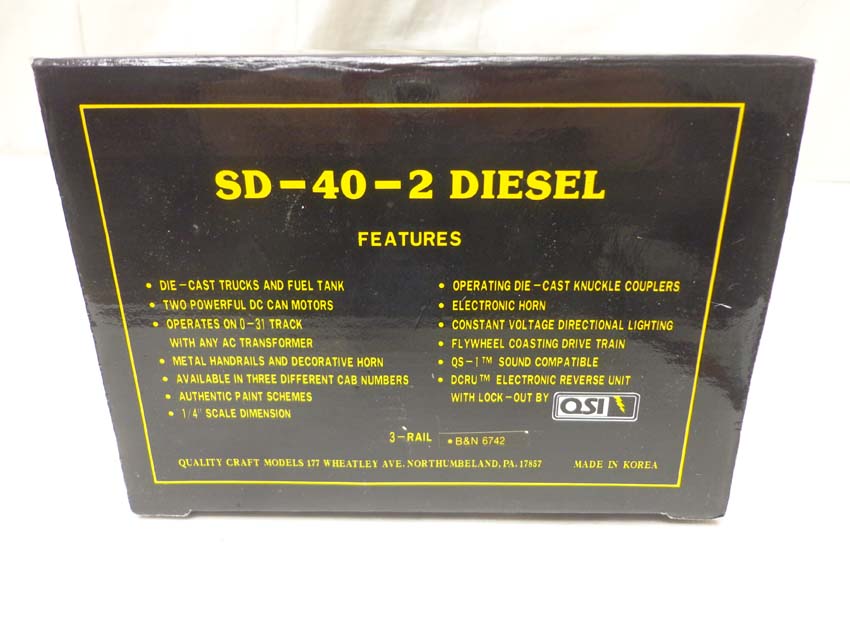 SD-40-2 DIESEL
FEATURES
• DIE-CAST TRUCKS AND FUEL TANK
• TWO POWERFUL DC CAN MOTORS
• OPERATES ON 0-31 TRACK
WITH ANY AC TRANSFORMER
• METAL HANDRAILS AND DECORATIVE HORN
• AVAILABLE IN THREE DIFFERENT CAB NUMBERS
• AUTHENTIC PAINT SCHEMES
• 1/4" SCALE DIMENSION
• OPERATING DIE-CAST KNUCKLE COUPLERS
• ELECTRONIC HORN
• CONSTANT VOLTAGE DIRECTIONAL LIGHTING
• FLYWHEEL COASTING DRIVE TRAIN
• QS-1™ SOUND COMPATIBLE
• DCRU™ ELECTRONIC REVERSE UNIT
WITH LOCK-OUT BY QSI
3-RAIL • B&N 6742
QUALITY CRAFT MODELS 177 WHEATLEY AVE. NORTHUMBELAND, PA. 17857 MADE IN KOREA